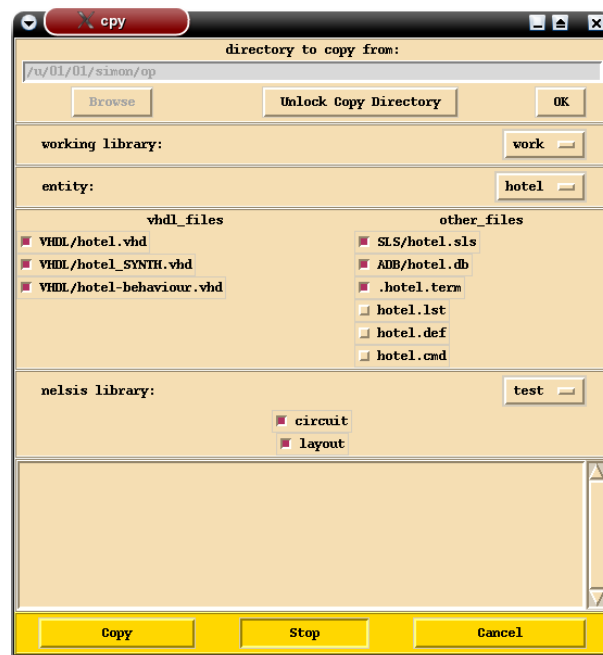 cpy
directory to copy from:
/u/01/01/simon/op
Browse Unlock Copy Directory OK
working library: work
entity: hotel
vhdl_files other_files
VHDL/hotel.vhd SLS/hotel.sls
VHDL/hotel_SYNTH.vhd ADB/hotel.db
VHDL/hotel-behaviour.vhd .hotel.term
hotel.lst
hotel.def
hotel.cmd
nelsis library: test
circuit
layout
Copy Stop Cancel